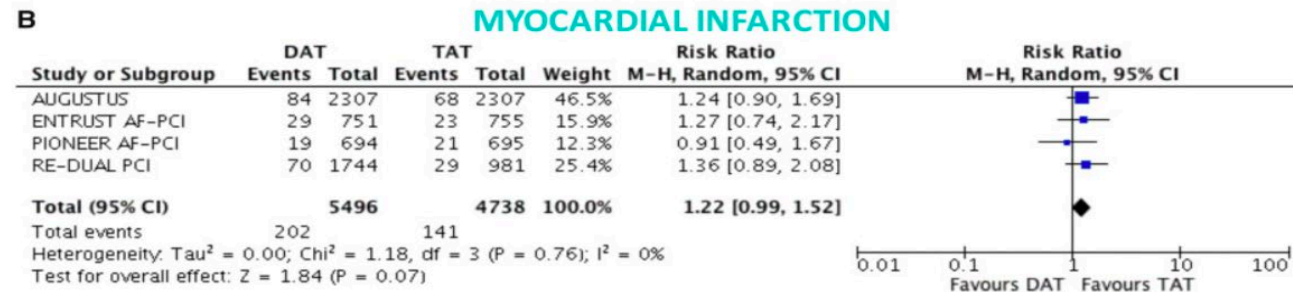 B MYOCARDIAL INFARCTION
DAT TAT Risk Ratio Risk Ratio
Study or Subgroup Events Total Events Total Weight M-H, Random, 95% CI M-H, Random, 95% CI
AUGUSTUS 84 2307 68 2307 46.5% 1.24 [0.90, 1.69]
ENTRUST AF-PCI 29 751 23 755 15.9% 1.27 [0.74, 2.17]
PIONEER AF-PCI 19 694 21 695 12.3% 0.91 [0.49, 1.67]
RE-DUAL PCI 70 1744 29 981 25.4% 1.36 [0.89, 2.08]
Total (95% CI) 5496 4738 100.0% 1.22 [0.99, 1.52]
Total events 202 141
Heterogeneity: Tau² = 0.00; Chi² = 1.18, df = 3 (P = 0.76); I² = 0%
Test for overall effect: Z = 1.84 (P = 0.07)
0.01 0.1 1 10 100
Favours DAT Favours TAT